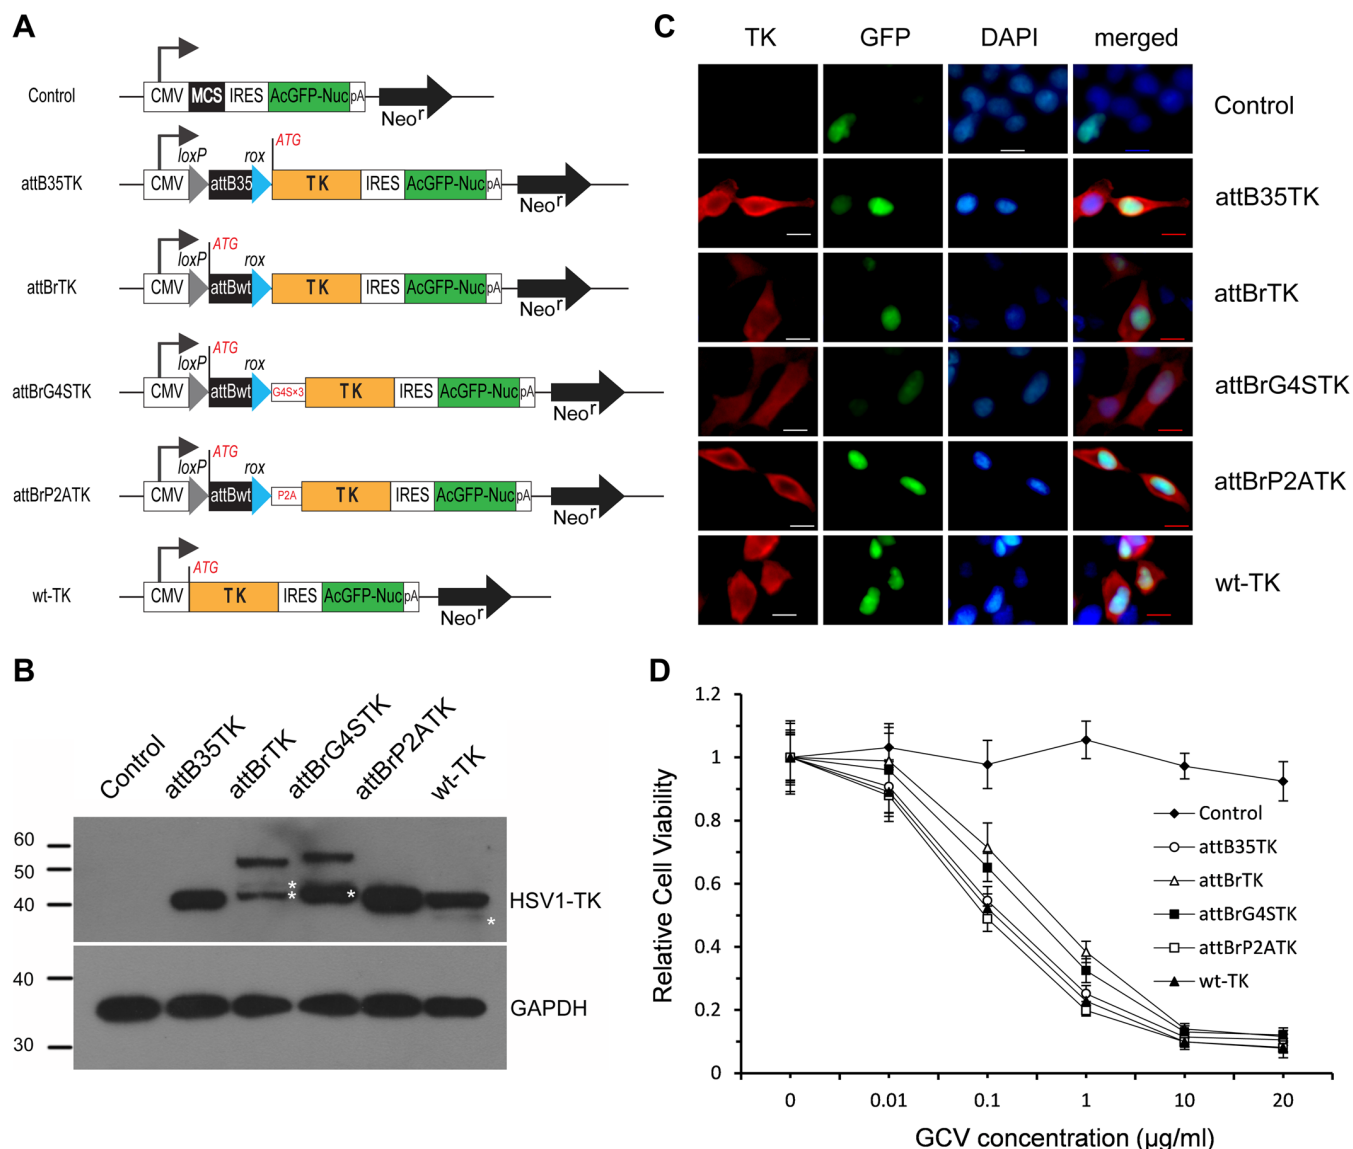 A
Control
CMV
MCS
IRES
AcGFP-Nuc
pA
Neor
attB35TK
loxP
rox
ATG
CMV
attB35
TK
IRES
AcGFP-Nuc
pA
Neor
attBrTK
loxP
ATG
rox
CMV
attBwt
TK
IRES
AcGFP-Nuc
pA
Neor
attBrG4STK
loxP
ATG
rox
CMV
attBwt
G4S×3
TK
IRES
AcGFP-Nuc
pA
Neor
attBrP2ATK
loxP
ATG
rox
CMV
attBwt
P2A
TK
IRES
AcGFP-Nuc
pA
Neor
wt-TK
ATG
CMV
TK
IRES
AcGFP-Nuc
pA
Neor
B
Control
attB35TK
attBrTK
attBrG4STK
attBrP2ATK
wt-TK
60
50
40
*
*
*
*
HSV1-TK
40
30
GAPDH
C
TK GFP DAPI merged
Control
attB35TK
attBrTK
attBrG4STK
attBrP2ATK
wt-TK
D
Relative Cell Viability
1.2
1
0.8
0.6
0.4
0.2
0
0 0.01 0.1 1 10 20
GCV concentration (µg/ml)
Control
attB35TK
attBrTK
attBrG4STK
attBrP2ATK
wt-TK